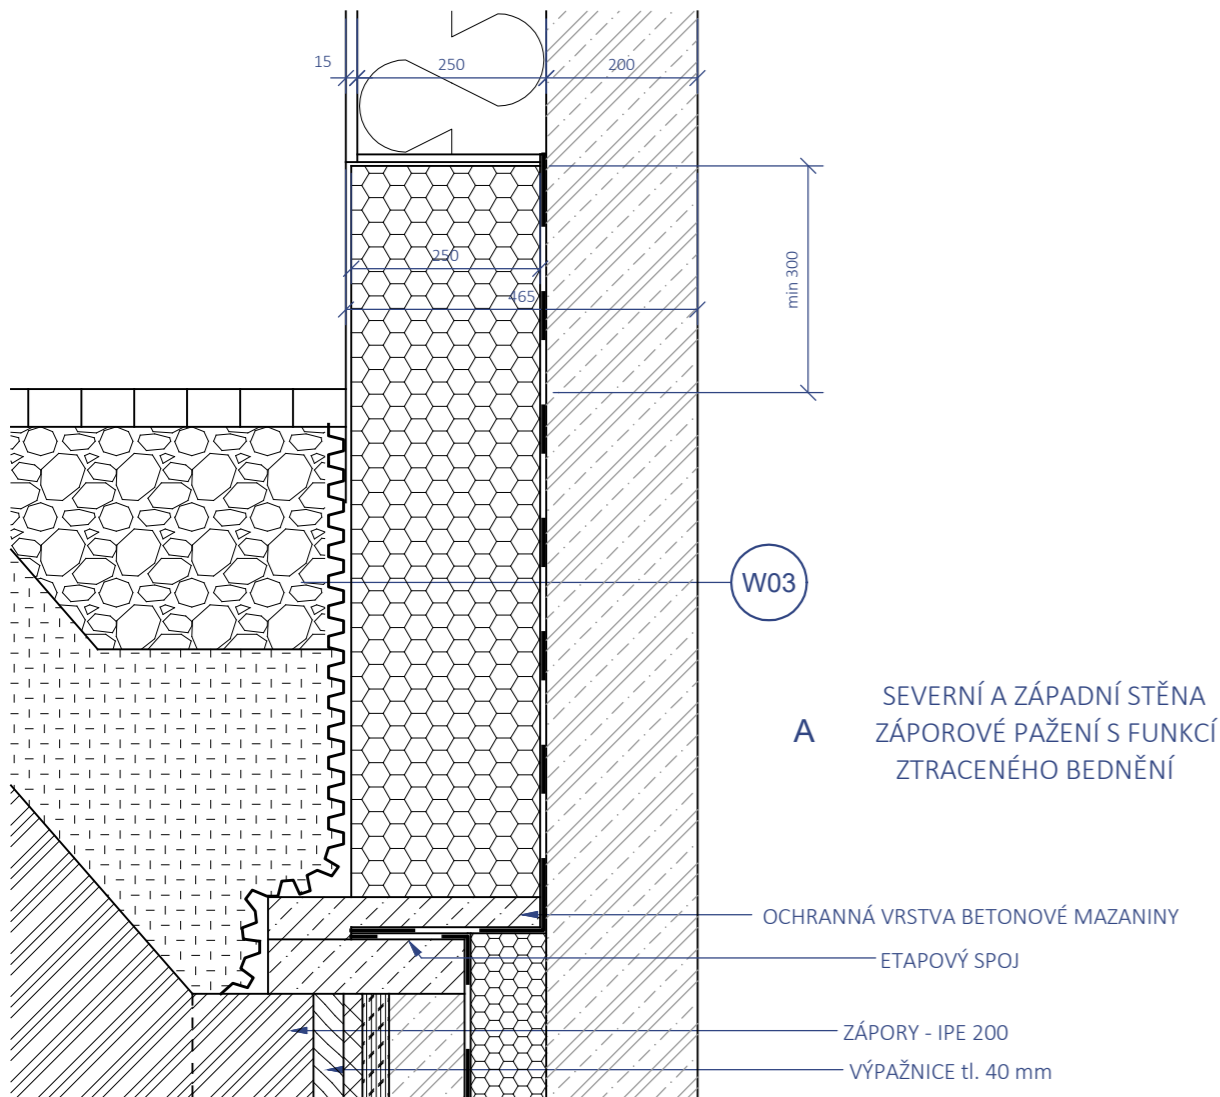 15
250
200
250
465
min 300
W03
A
SEVERNÍ A ZÁPADNÍ STĚNA
ZÁPOROVÉ PAŽENÍ S FUNKCÍ
ZTRACENÉHO BEDNĚNÍ
OCHRANNÁ VRSTVA BETONOVÉ MAZANINY
ETAPOVÝ SPOJ
ZÁPORY - IPE 200
VÝPAŽNICE tl. 40 mm